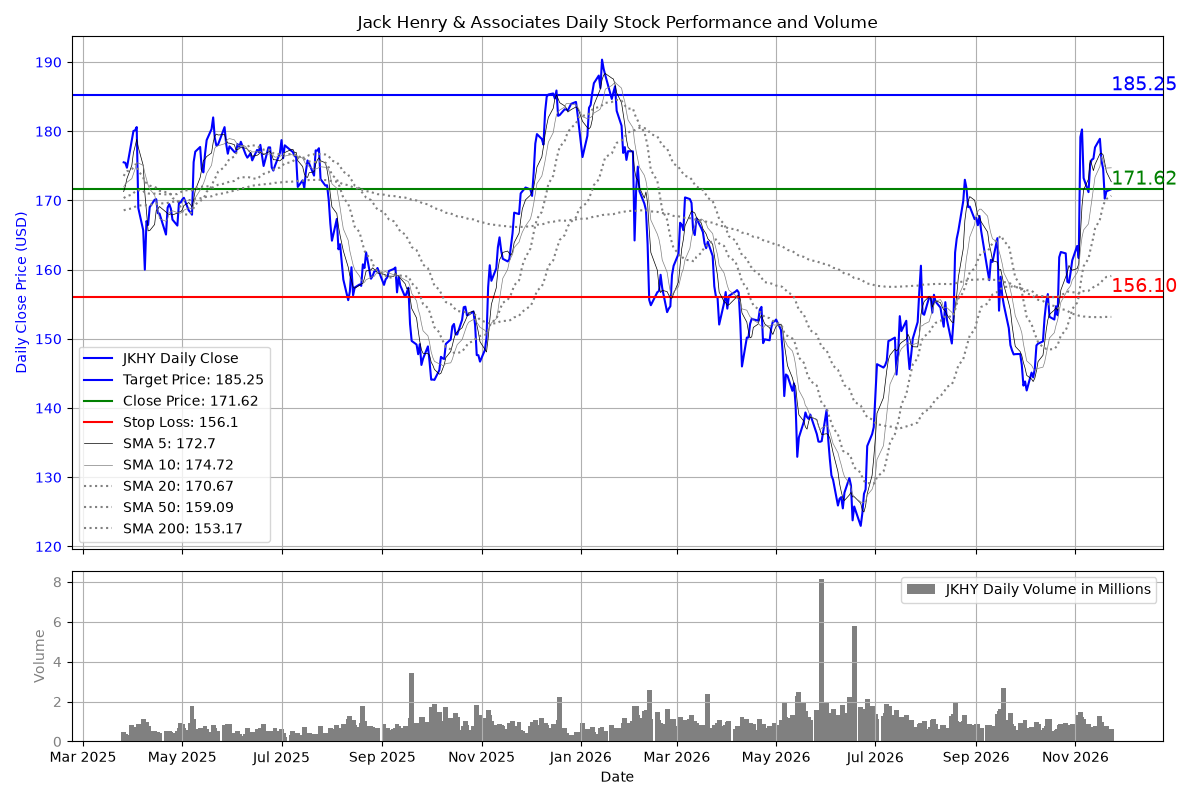 Jack Henry & Associates Daily Stock Performance and Volume
190
180
170
160
150
140
130
120
Daily Close Price (USD)
185.25
171.62
156.10
JKHY Daily Close
Target Price: 185.25
Close Price: 171.62
Stop Loss: 156.1
SMA 5: 172.7
SMA 10: 174.72
SMA 20: 170.67
SMA 50: 159.09
SMA 200: 153.17
8
6
4
2
0
Volume
JKHY Daily Volume in Millions
Mar 2025 May 2025 Jul 2025 Sep 2025 Nov 2025 Jan 2026 Mar 2026 May 2026 Jul 2026 Sep 2026 Nov 2026
Date